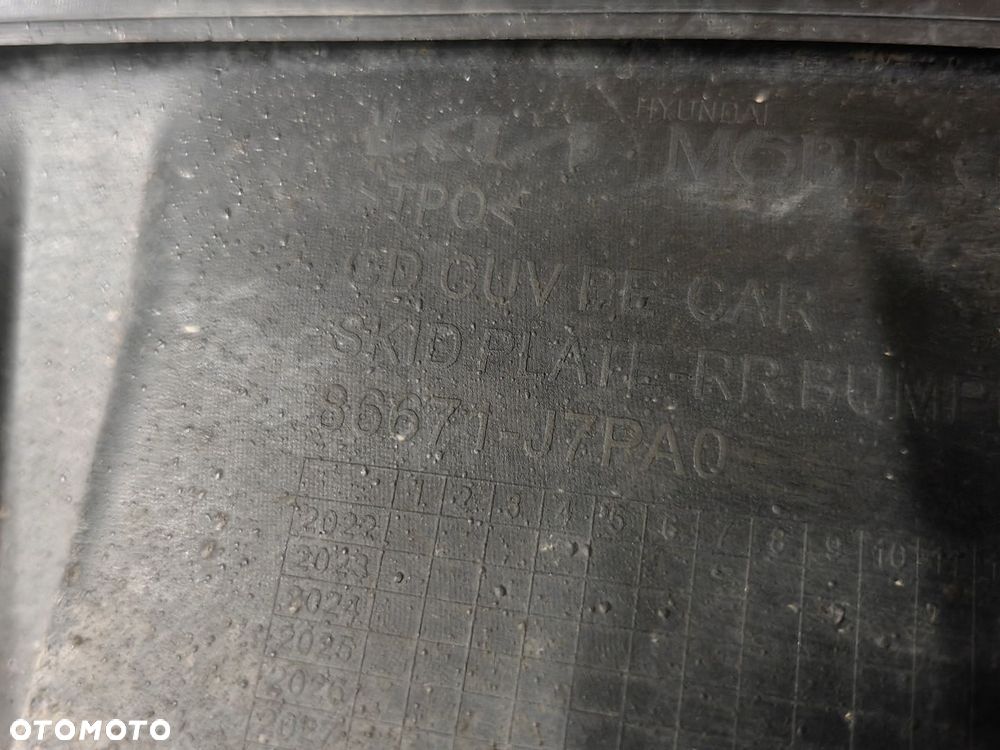 HYUNDAI
KIA MOBIS
>TPO<
CD CUV PE-CAR
SKID PLATE-RR BUMP
86671-J7PA0
1 2 3 4 5 6 7 8 9 10 11
2022
2023
2024
2025
2026
OTOMOTO